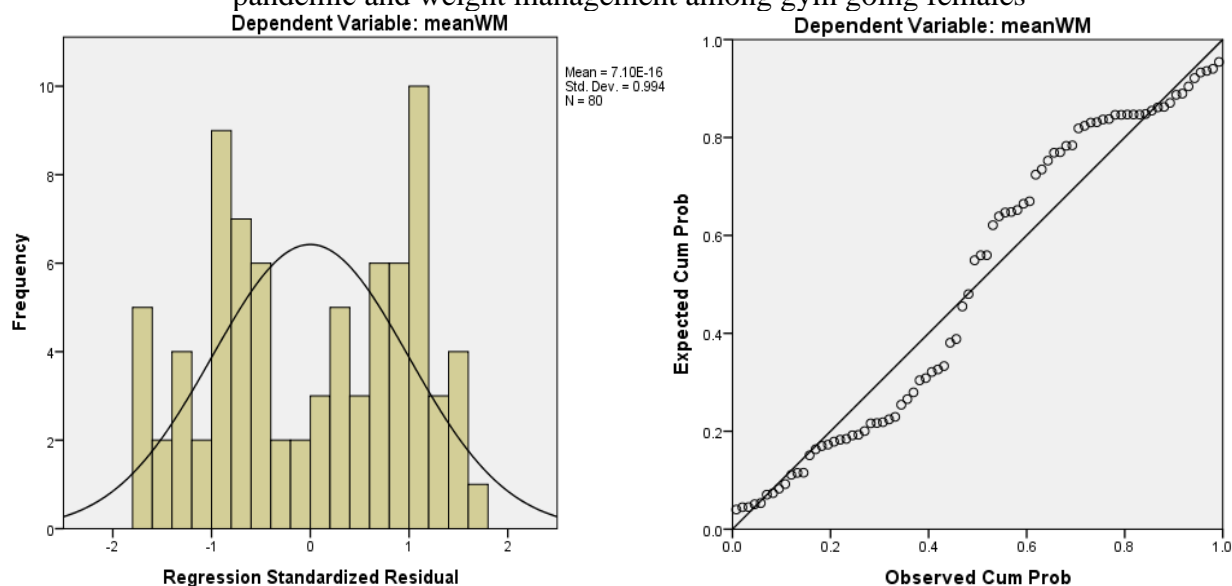 pandemic and weight management among gym going females
Dependent Variable: meanWM
Mean = 7.10E-16
Std. Dev. = 0.994
N = 80
10
8
6
4
2
0
Frequency
-2 -1 0 1 2
Regression Standardized Residual
Dependent Variable: meanWM
1.0
0.8
0.6
0.4
0.2
0.0
Expected Cum Prob
0.0 0.2 0.4 0.6 0.8 1.0
Observed Cum Prob